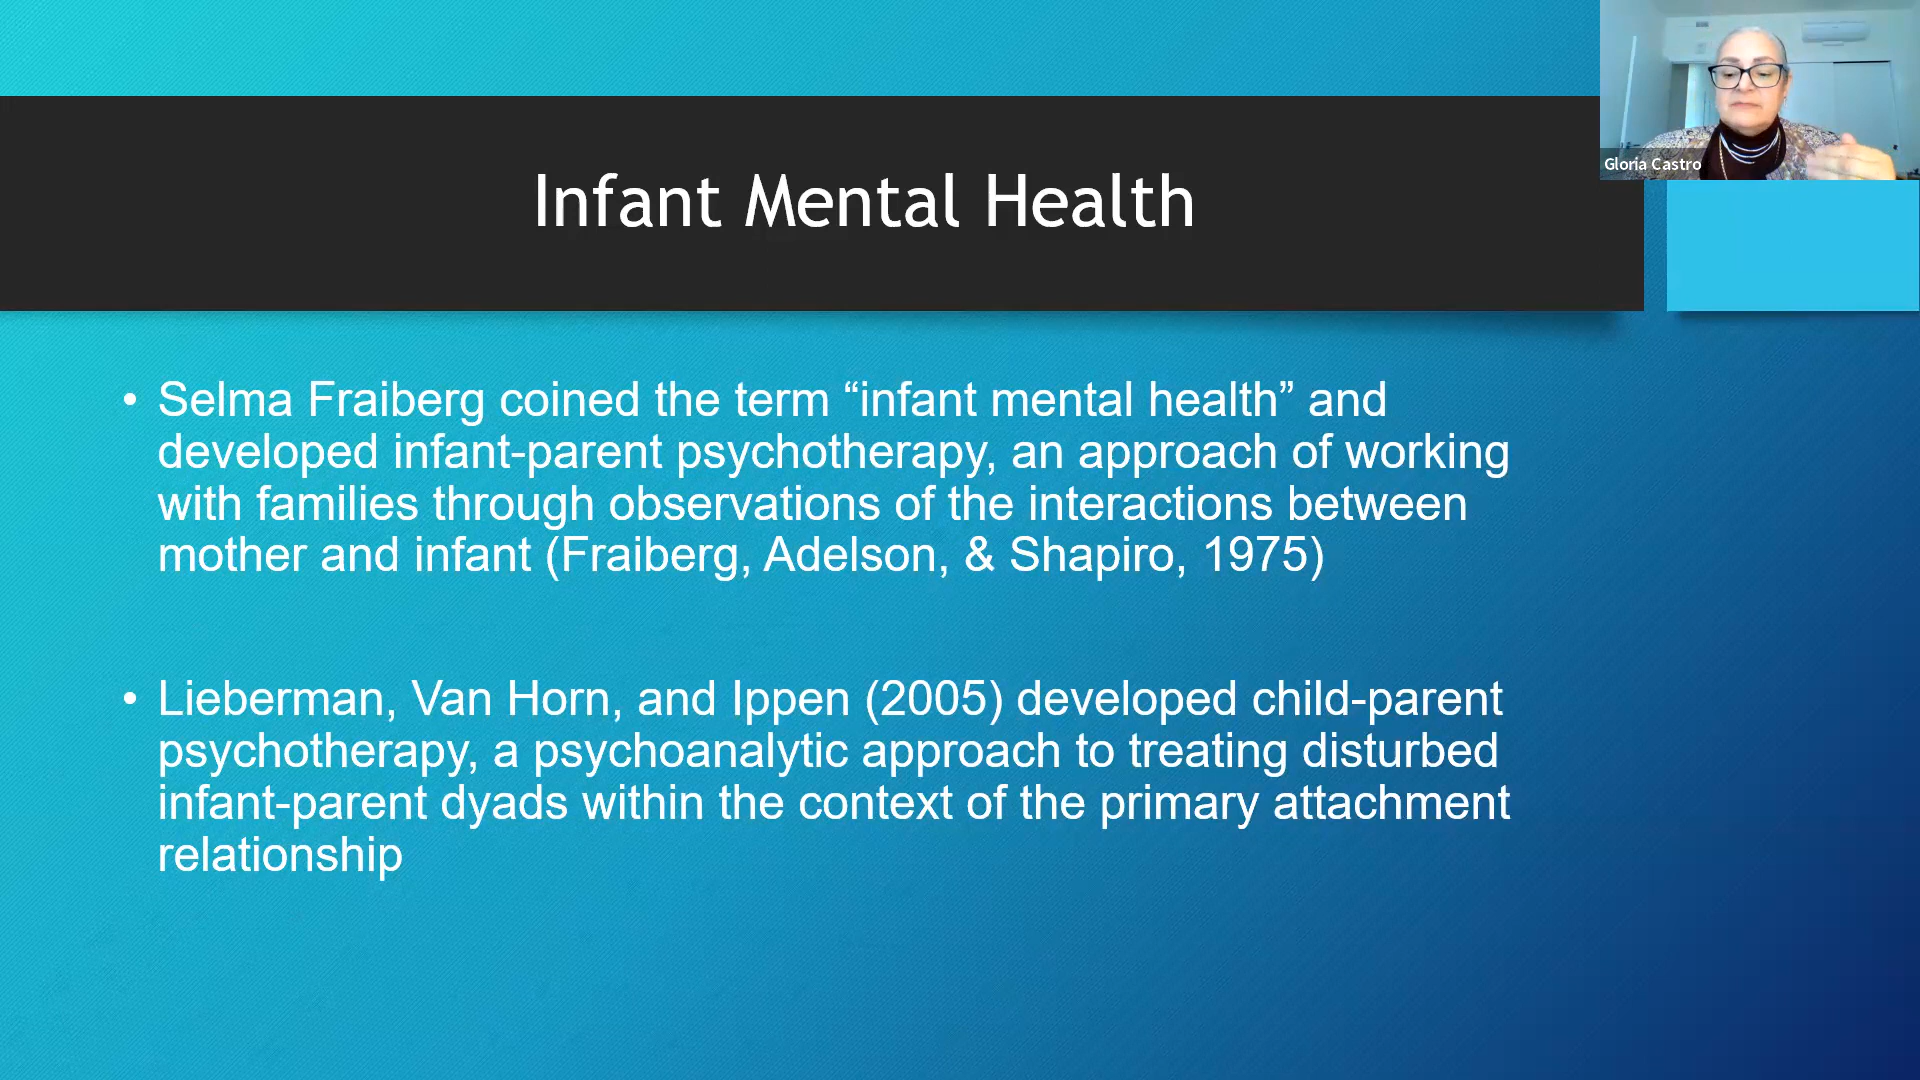 Gloria Castro
Infant Mental Health
• Selma Fraiberg coined the term “infant mental health” and
developed infant-parent psychotherapy, an approach of working
with families through observations of the interactions between
mother and infant (Fraiberg, Adelson, & Shapiro, 1975)
• Lieberman, Van Horn, and Ippen (2005) developed child-parent
psychotherapy, a psychoanalytic approach to treating disturbed
infant-parent dyads within the context of the primary attachment
relationship